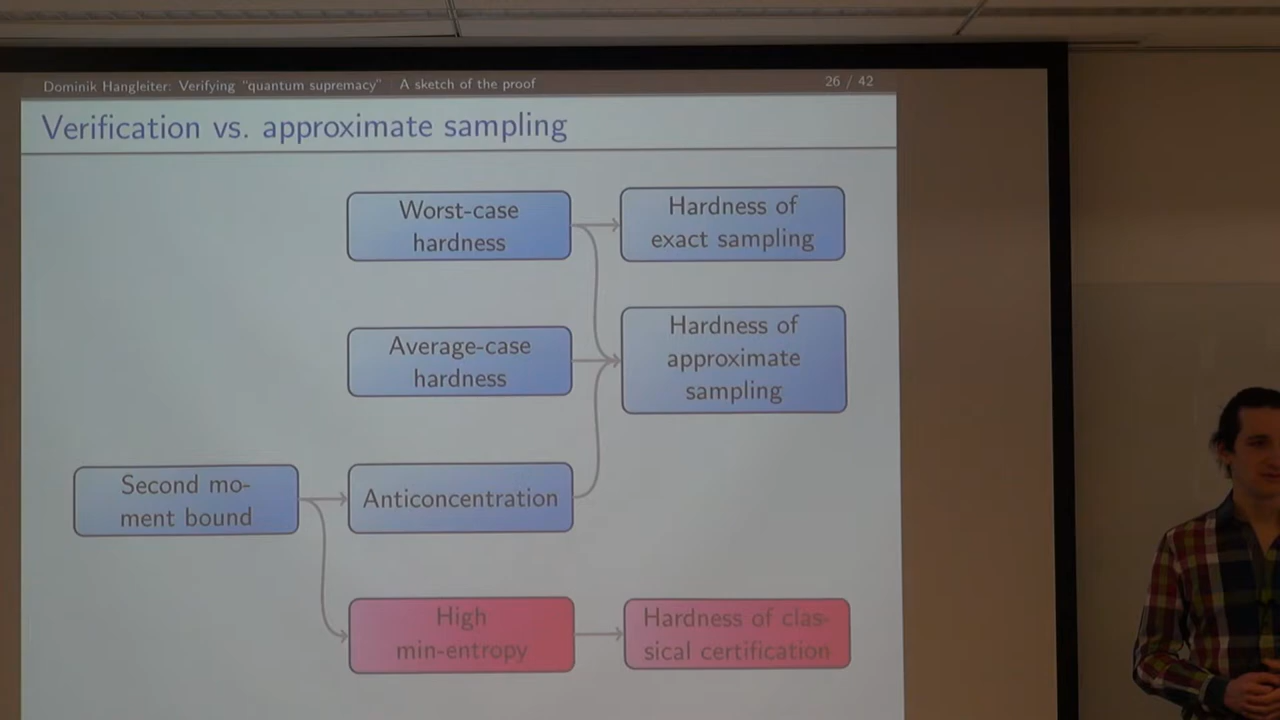 Dominik Hangleiter: Verifying "quantum supremacy" A sketch of the proof 26 / 42
Verification vs. approximate sampling
Worst-case
hardness
Hardness of
exact sampling
Average-case
hardness
Hardness of
approximate
sampling
Second mo-
ment bound
Anticoncentration
High
min-entropy
Hardness of clas-
sical certification